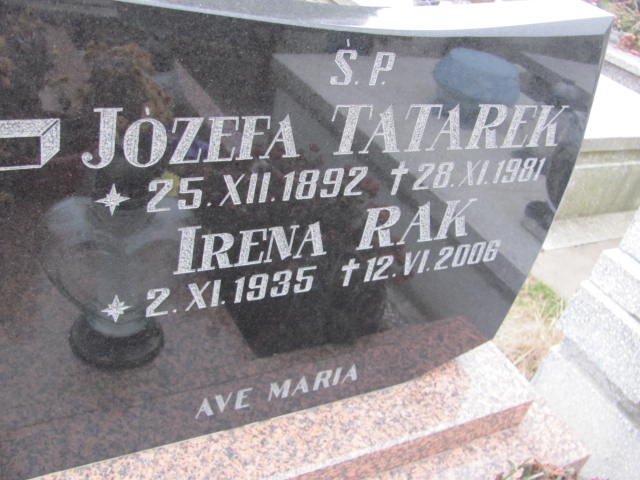 Ś.P.
JÓZEFA TATAREK
25.XII.1892 †28.XI.1981
IRENA RAK
2.XI.1935 †12.VI.2006
AVE MARIA